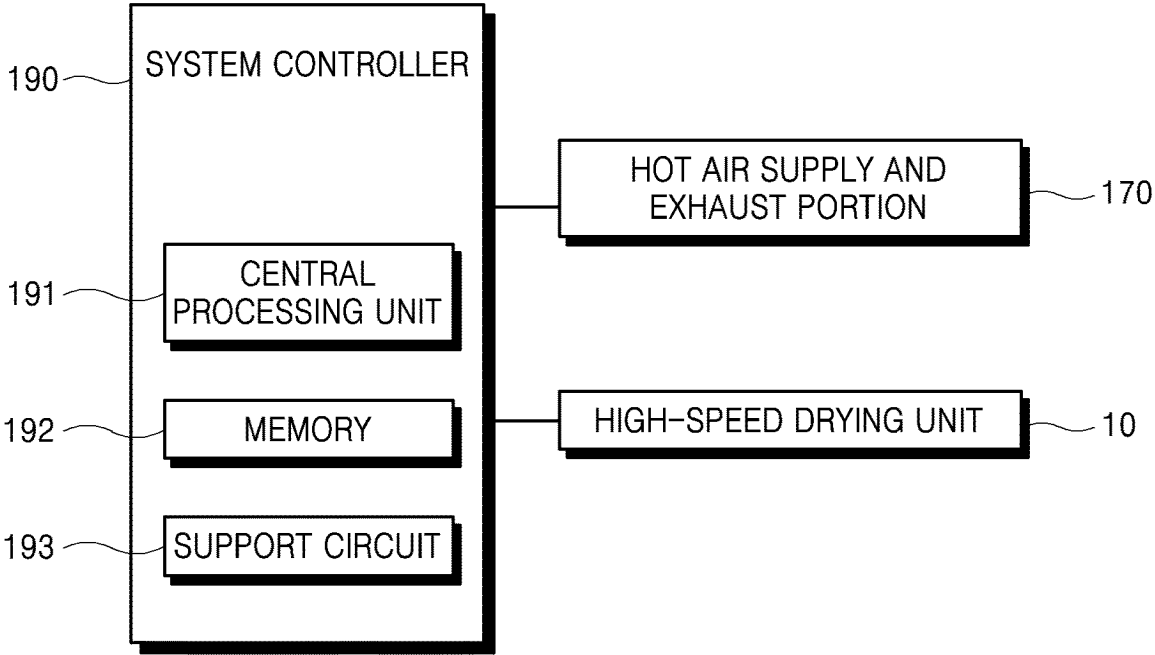 190
SYSTEM CONTROLLER
191
CENTRAL
PROCESSING UNIT
192
MEMORY
193
SUPPORT CIRCUIT
HOT AIR SUPPLY AND
EXHAUST PORTION
170
HIGH-SPEED DRYING UNIT
10